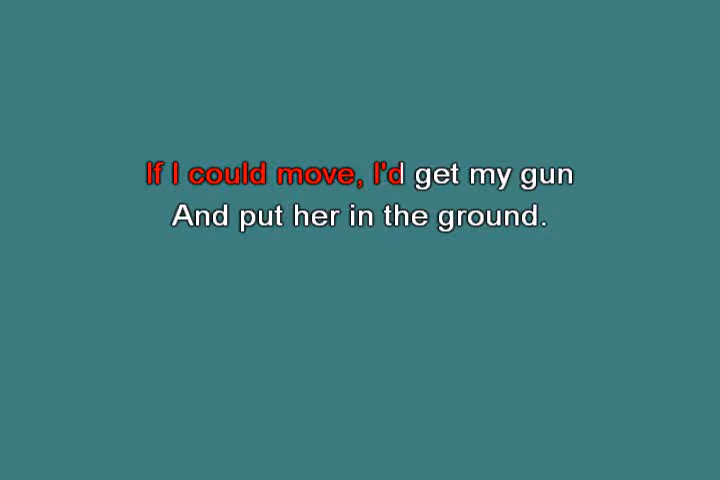 If I could move, I'd get my gun
And put her in the ground.